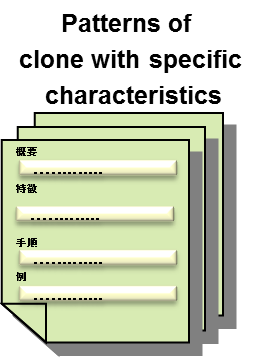 Patterns of
clone with specific
characteristics
概要
.............
特徴
.............
手順
.............
例
.............